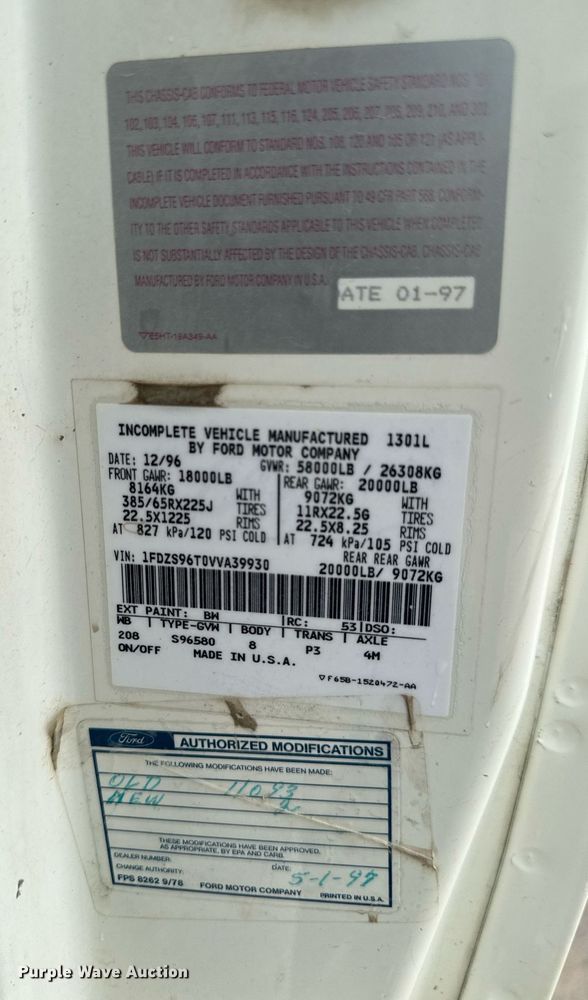 THIS CHASSIS-CAB CONFORMS TO FEDERAL MOTOR VEHICLE SAFETY STANDARD NOS. 101
102, 103, 104, 106, 107, 111, 113, 115, 116, 124, 205, 206, 207, 208, 209, 210, AND 302
THIS VEHICLE WILL CONFORM TO STANDARD NOS. 108, 120 AND 105 OR 121 (AS APPLI-
CABLE) IF IT IS COMPLETED IN ACCORDANCE WITH THE INSTRUCTIONS CONTAINED IN THE
INCOMPLETE VEHICLE DOCUMENT FURNISHED PURSUANT TO 49 CFR PART 568. CONFORM-
ITY TO THE OTHER SAFETY STANDARDS APPLICABLE TO THIS VEHICLE WHEN COMPLETED
IS NOT SUBSTANTIALLY AFFECTED BY THE DESIGN OF THE CHASSIS-CAB. CHASSIS-CAB
MANUFACTURED BY FORD MOTOR COMPANY IN U.S.A.
ATE 01-97
E5HT-19A349-AA
INCOMPLETE VEHICLE MANUFACTURED 1301L
BY FORD MOTOR COMPANY
DATE: 12/96 GVWR: 58000LB / 26308KG
FRONT GAWR: 18000LB REAR GAWR: 20000LB
8164KG WITH 9072KG WITH
385/65RX225J TIRES 11RX22.5G TIRES
22.5X1225 RIMS 22.5X8.25 RIMS
AT 827 kPa/120 PSI COLD AT 724 kPa/105 PSI COLD
REAR REAR GAWR:
VIN: 1FDZS96T0VVA39930 20000LB/ 9072KG
EXT PAINT: BW RC: 53 DSO:
WB TYPE-GVW BODY TRANS AXLE
208 S96580 8 P3 4M
ON/OFF MADE IN U.S.A.
F65B-1520472-AA
Ford AUTHORIZED MODIFICATIONS
THE FOLLOWING MODIFICATIONS HAVE BEEN MADE:
OLD 11093
NEW
THESE MODIFICATIONS HAVE BEEN APPROVED,
AS APPROPRIATE, BY EPA AND CARB.
DEALER NUMBER: DATE:
CHANGE AUTHORITY: 5-1-97
FPS 8262 9/78 FORD MOTOR COMPANY PRINTED IN U.S.A.
Purple Wave Auction